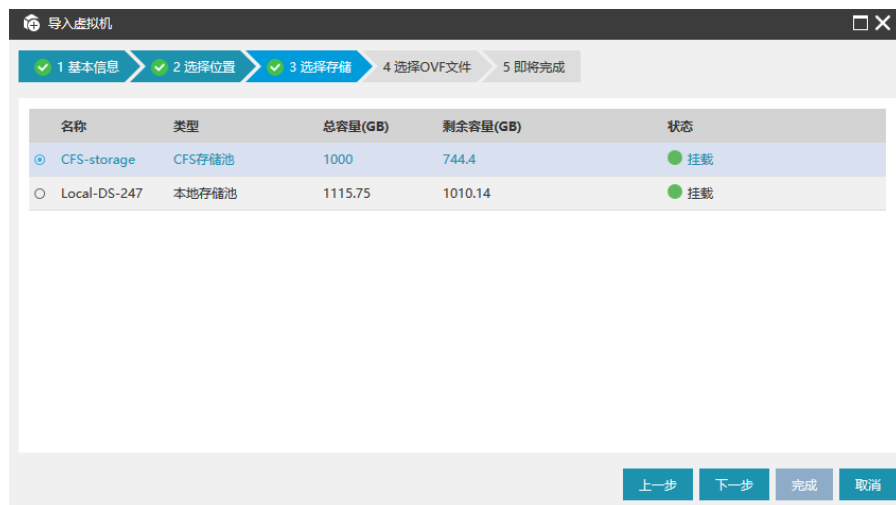 导入虚拟机
1 基本信息 2 选择位置 3 选择存储 4 选择OVF文件 5 即将完成
名称 类型 总容量(GB) 剩余容量(GB) 状态
CFS-storage CFS存储池 1000 744.4 挂载
Local-DS-247 本地存储池 1115.75 1010.14 挂载
上一步 下一步 完成 取消